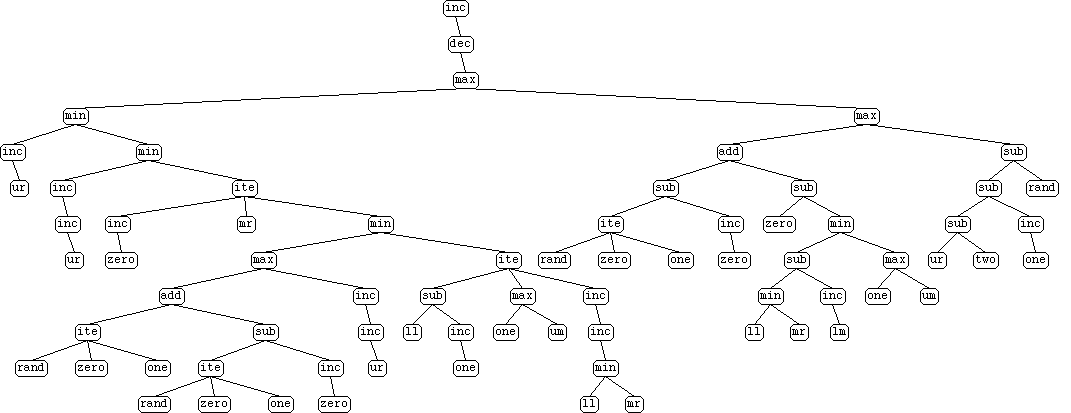 inc
dec
max
min max
inc min add sub
ur inc ite sub sub sub rand
inc inc mr min ite inc zero min sub inc
ur zero max ite rand zero one zero sub max ur two one
add inc sub max inc min inc one um
ite sub inc ll inc one um inc ll mr lm
rand zero one ite inc ur one min
rand zero one zero ll mr